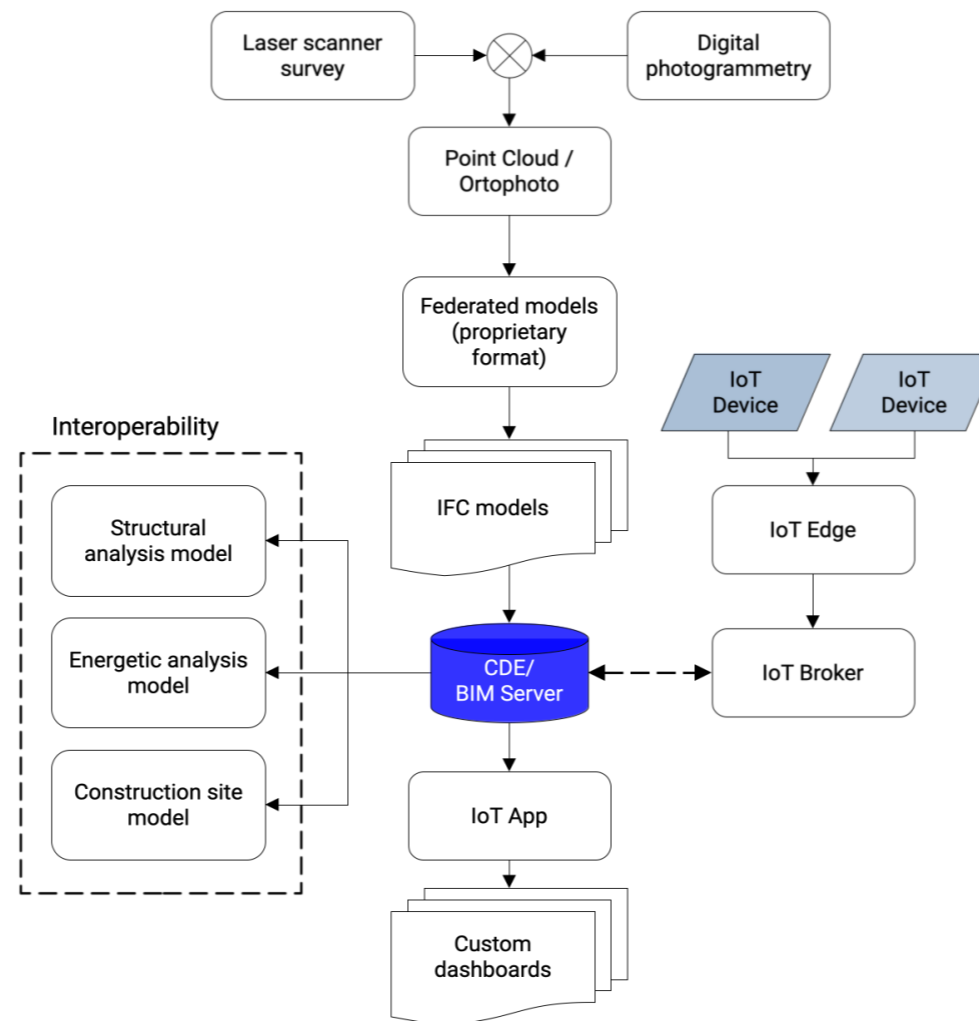 Laser scanner
survey
Digital
photogrammetry
Point Cloud /
Ortophoto
Federated models
(proprietary
format)
IoT
Device
IoT
Device
Interoperability
IFC models
IoT Edge
Structural
analysis model
Energetic analysis
model
CDE/
BIM Server
IoT Broker
Construction site
model
IoT App
Custom
dashboards